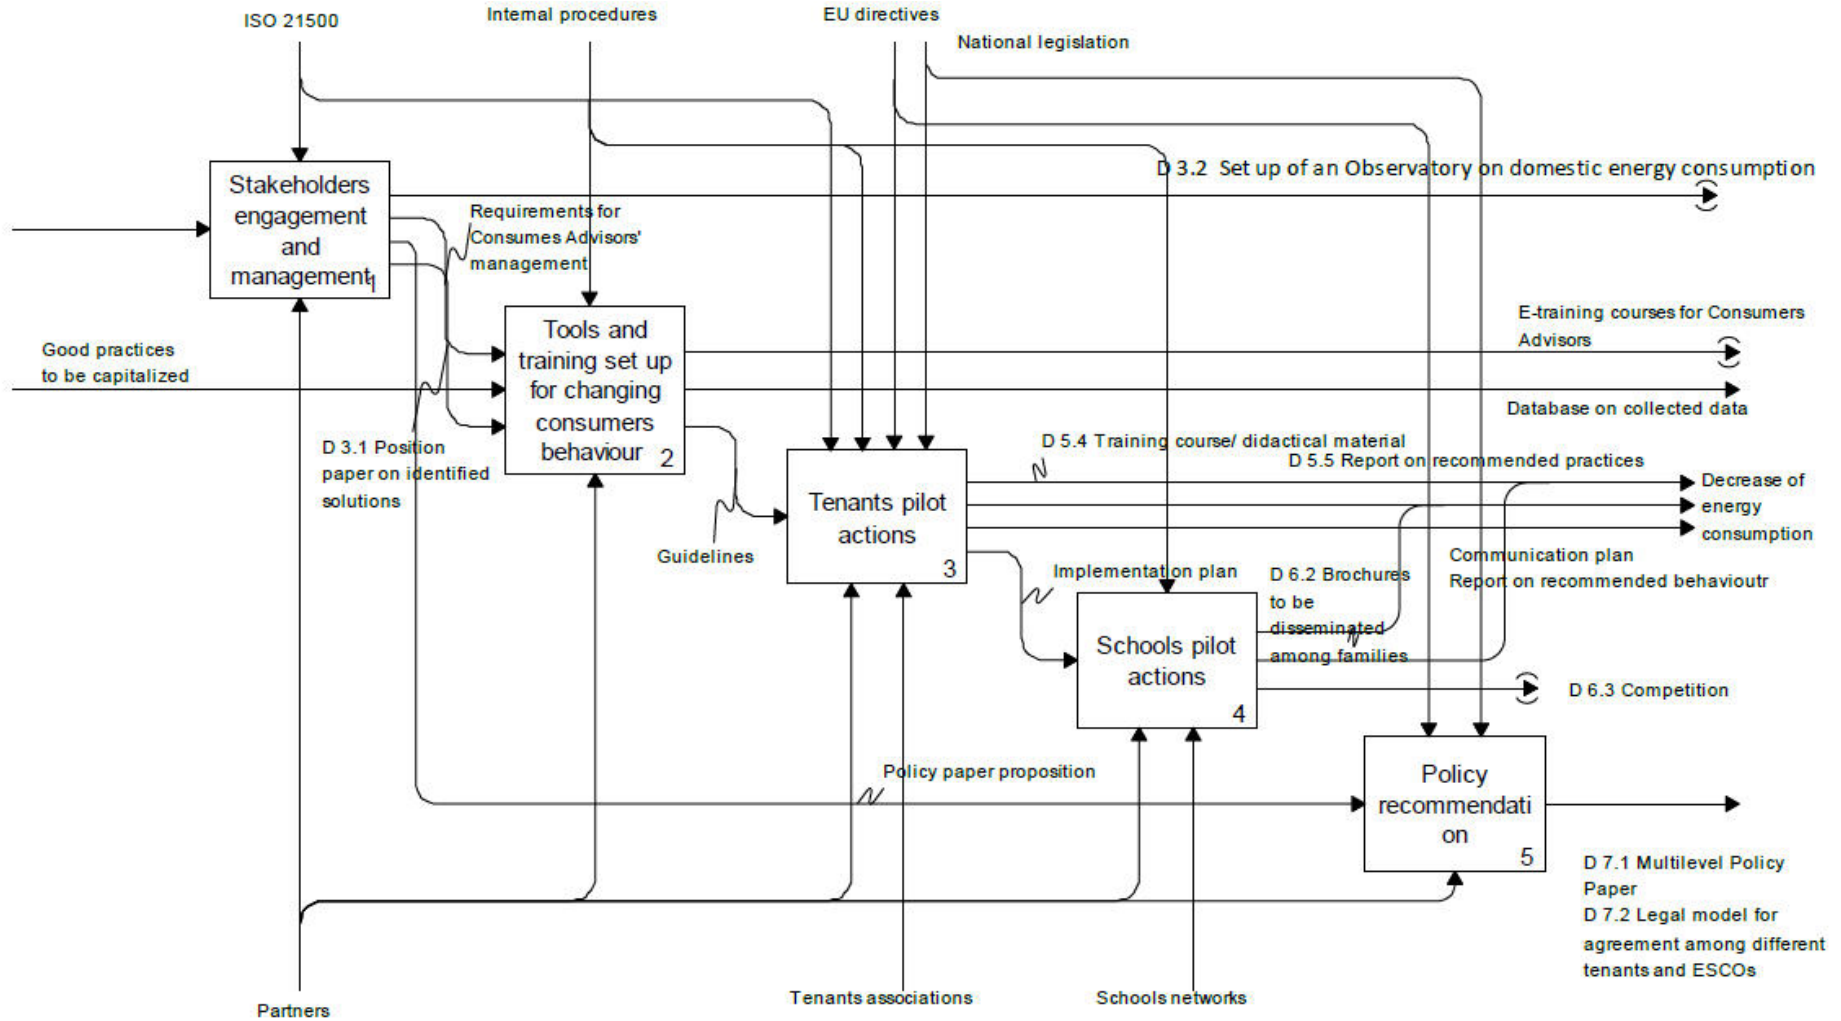 ISO 21500
Internal procedures
EU directives
National legislation
D 3.2 Set up of an Observatory on domestic energy consumption
Stakeholders
engagement
and
management
1
Requirements for
Consumes Advisors'
management
Good practices
to be capitalized
Tools and
training set up
for changing
consumers
behaviour
2
E-training courses for Consumers
Advisors
Database on collected data
D 3.1 Position
paper on identified
solutions
Guidelines
Tenants pilot
actions
3
D 5.4 Training course/ didactical material
D 5.5 Report on recommended practices
Decrease of
energy
consumption
Implementation plan
D 6.2 Brochures
to be
disseminated
among families
Communication plan
Report on recommended behavioutr
Schools pilot
actions
4
D 6.3 Competition
Policy paper proposition
Policy
recommendati
on
5
D 7.1 Multilevel Policy
Paper
D 7.2 Legal model for
agreement among different
tenants and ESCOs
Partners
Tenants associations
Schools networks